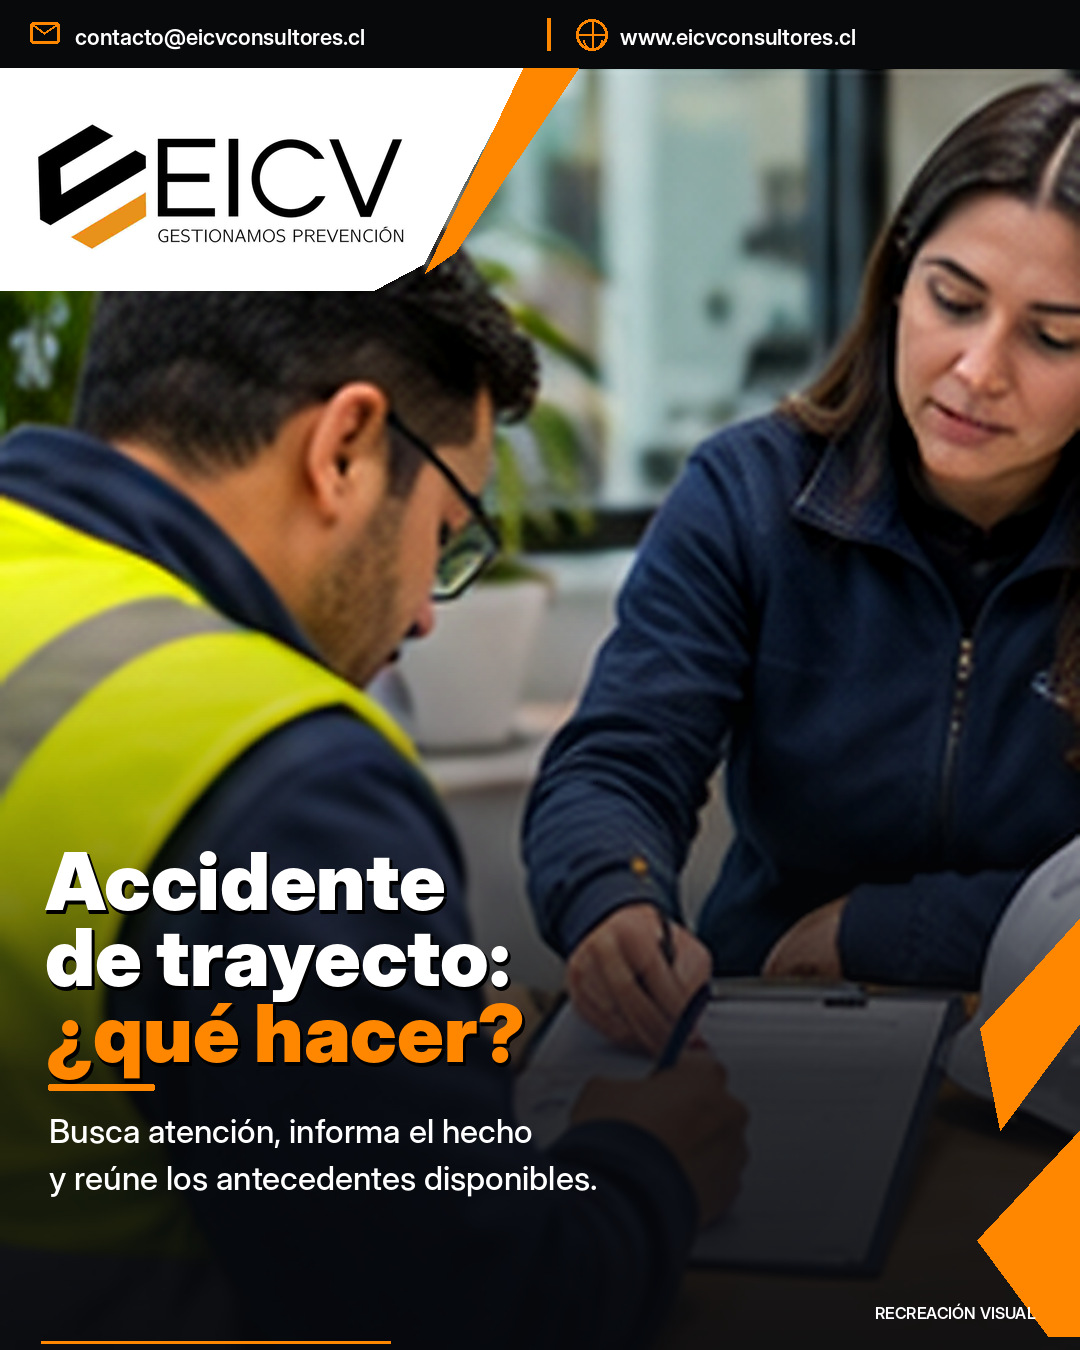 contacto@eicvconsultores.cl
www.eicvconsultores.cl
EICV
GESTIONAMOS PREVENCIÓN
Accidente
de trayecto:
¿qué hacer?
Busca atención, informa el hecho
y reúne los antecedentes disponibles.
RECREACIÓN VISUAL